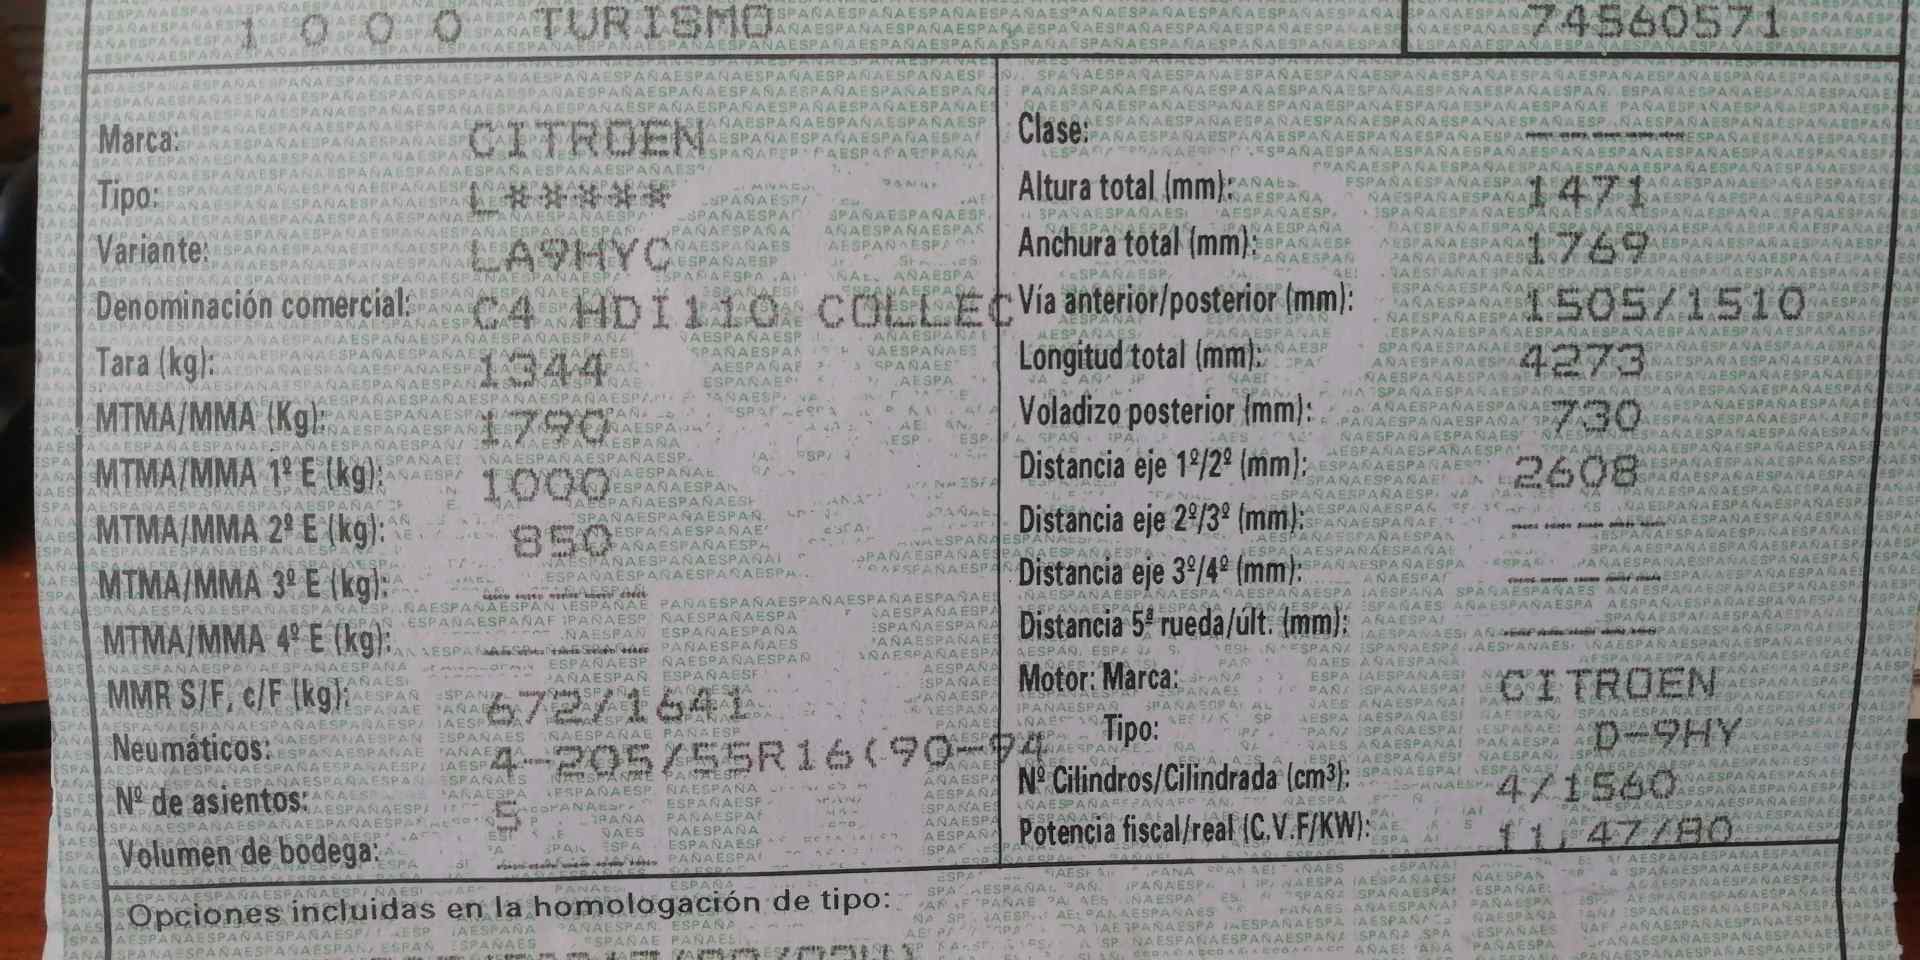 1 0 0 0 TURISMO
74560571
Marca: CITROEN
Tipo: L*****
Variante: LA9HYC
Denominación comercial: C4 HDI110 COLLEC
Tara (kg): 1344
MTMA/MMA (Kg): 1790
MTMA/MMA 1º E (kg): 1000
MTMA/MMA 2º E (kg): 850
MTMA/MMA 3º E (kg): -----
MTMA/MMA 4º E (kg): -----
MMR S/F, c/F (kg): 672/1641
Neumáticos: 4-205/55R16(90-94
Nº de asientos: 5
Volumen de bodega: -----
Clase: -----
Altura total (mm): 1471
Anchura total (mm): 1769
Vía anterior/posterior (mm): 1505/1510
Longitud total (mm): 4273
Voladizo posterior (mm): 730
Distancia eje 1º/2º (mm): 2608
Distancia eje 2º/3º (mm): -----
Distancia eje 3º/4º (mm): -----
Distancia 5ª rueda/últ. (mm): -----
Motor: Marca: CITROEN
Tipo: D-9HY
Nº Cilindros/Cilindrada (cm³): 4/1560
Potencia fiscal/real (C.V.F/KW): 11,47/80
Opciones incluidas en la homologación de tipo: